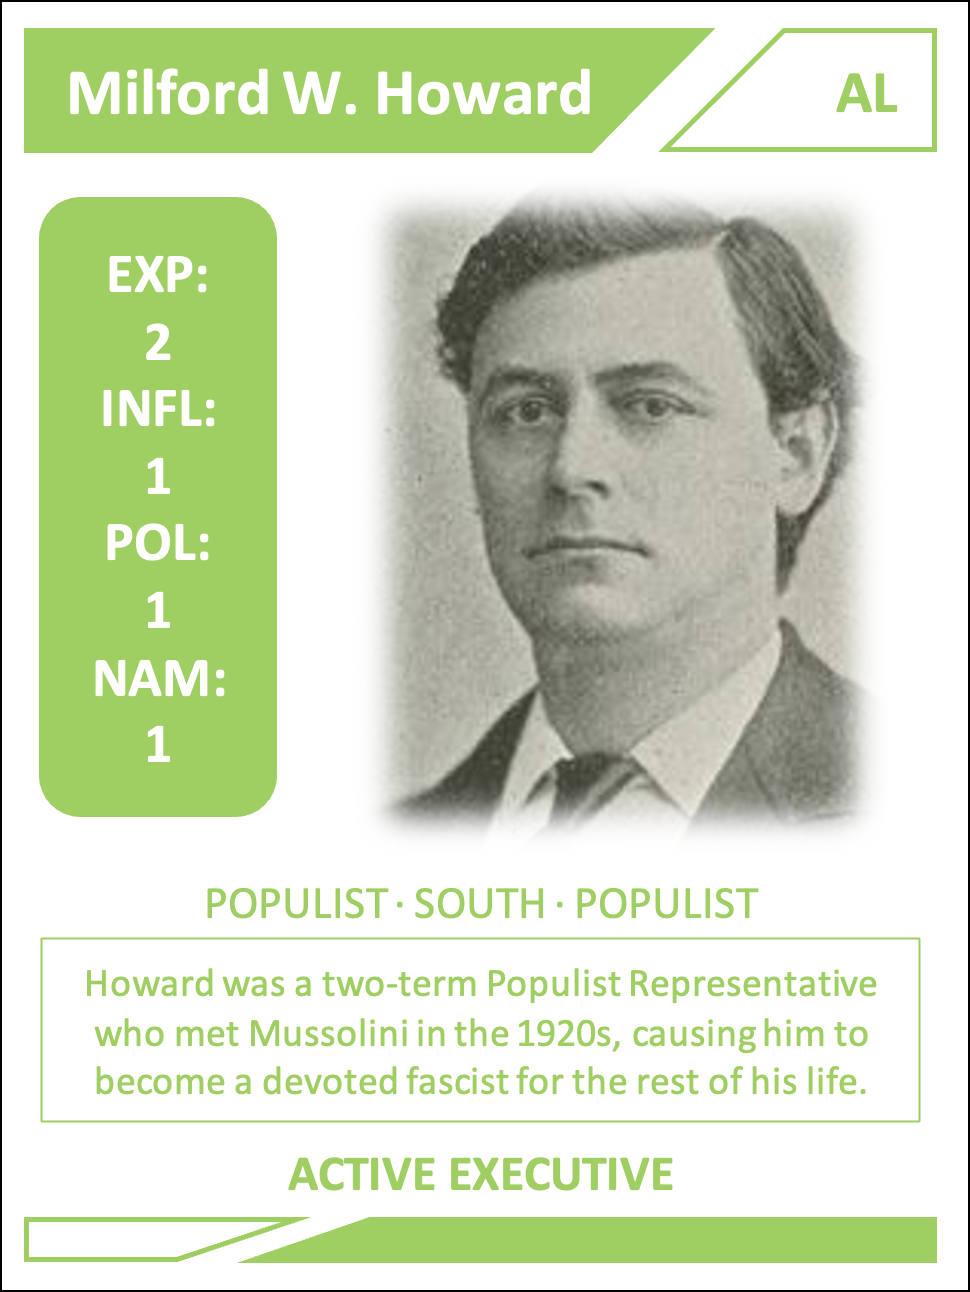 Milford W. Howard
AL
EXP:
2
INFL:
1
POL:
1
NAM:
1
POPULIST · SOUTH · POPULIST
Howard was a two-term Populist Representative
who met Mussolini in the 1920s, causing him to
become a devoted fascist for the rest of his life.
ACTIVE EXECUTIVE